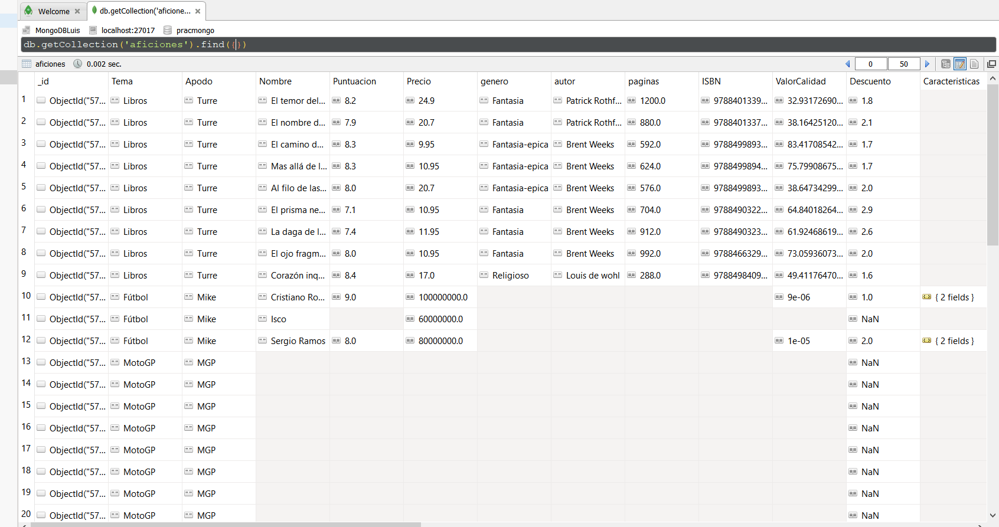 Welcome db.getCollection('aficione...
MongoDBLuis localhost:27017 pracmongo
db.getCollection('aficiones').find({})
aficiones 0.002 sec. 0 50
_id Tema Apodo Nombre Puntuacion Precio genero autor paginas ISBN ValorCalidad Descuento Caracteristicas
1 ObjectId("57... Libros Turre El temor del... 8.2 24.9 Fantasia Patrick Rothf... 1200.0 9788401339... 32.93172690... 1.8
2 ObjectId("57... Libros Turre El nombre d... 7.9 20.7 Fantasia Patrick Rothf... 880.0 9788401337... 38.16425120... 2.1
3 ObjectId("57... Libros Turre El camino d... 8.3 9.95 Fantasia-epica Brent Weeks 592.0 9788499893... 83.41708542... 1.7
4 ObjectId("57... Libros Turre Mas allá de l... 8.3 10.95 Fantasia-epica Brent Weeks 624.0 9788499894... 75.79908675... 1.7
5 ObjectId("57... Libros Turre Al filo de las... 8.0 20.7 Fantasia-epica Brent Weeks 576.0 9788499893... 38.64734299... 2.0
6 ObjectId("57... Libros Turre El prisma ne... 7.1 10.95 Fantasia Brent Weeks 704.0 9788490322... 64.84018264... 2.9
7 ObjectId("57... Libros Turre La daga de l... 7.4 11.95 Fantasia Brent Weeks 912.0 9788490323... 61.92468619... 2.6
8 ObjectId("57... Libros Turre El ojo fragm... 8.0 10.95 Fantasia Brent Weeks 992.0 9788466329... 73.05936073... 2.0
9 ObjectId("57... Libros Turre Corazón inq... 8.4 17.0 Religioso Louis de wohl 288.0 9788498409... 49.41176470... 1.6
10 ObjectId("57... Fútbol Mike Cristiano Ro... 9.0 100000000.0 9e-06 1.0 { 2 fields }
11 ObjectId("57... Fútbol Mike Isco 60000000.0 NaN
12 ObjectId("57... Fútbol Mike Sergio Ramos 8.0 80000000.0 1e-05 2.0 { 2 fields }
13 ObjectId("57... MotoGP MGP NaN
14 ObjectId("57... MotoGP MGP NaN
15 ObjectId("57... MotoGP MGP NaN
16 ObjectId("57... MotoGP MGP NaN
17 ObjectId("57... MotoGP MGP NaN
18 ObjectId("57... MotoGP MGP NaN
19 ObjectId("57... MotoGP MGP NaN
20 ObjectId("57... MotoGP MGP NaN